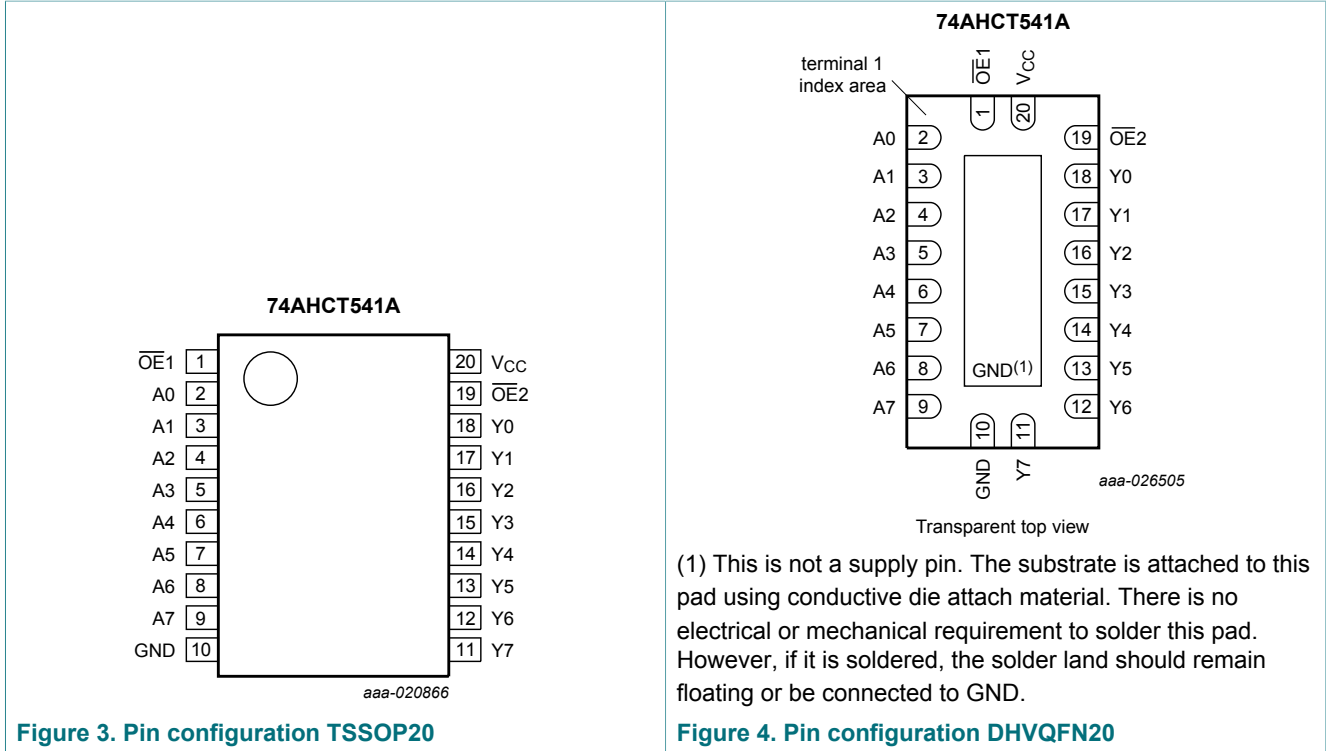 74AHCT541A
OE1 1
A0 2
A1 3
A2 4
A3 5
A4 6
A5 7
A6 8
A7 9
GND 10
20 VCC
19 OE2
18 Y0
17 Y1
16 Y2
15 Y3
14 Y4
13 Y5
12 Y6
11 Y7
aaa-020866
Figure 3. Pin configuration TSSOP20
74AHCT541A
terminal 1
index area
OE1
VCC
1
20
A0 2
A1 3
A2 4
A3 5
A4 6
A5 7
A6 8
A7 9
19 OE2
18 Y0
17 Y1
16 Y2
15 Y3
14 Y4
13 Y5
12 Y6
GND(1)
10
11
GND
Y7
aaa-026505
Transparent top view
(1) This is not a supply pin. The substrate is attached to this
pad using conductive die attach material. There is no
electrical or mechanical requirement to solder this pad.
However, if it is soldered, the solder land should remain
floating or be connected to GND.
Figure 4. Pin configuration DHVQFN20